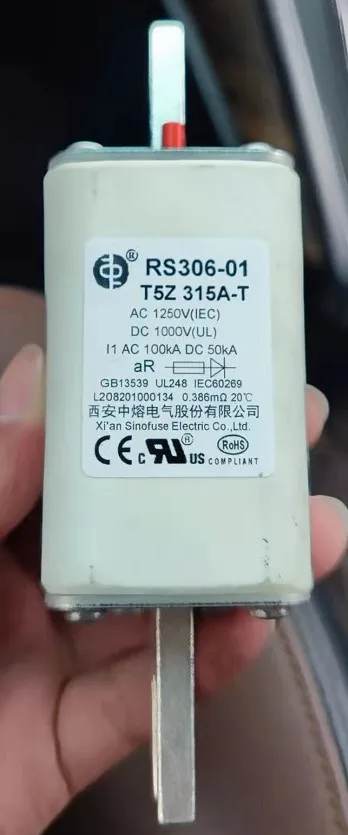 RS306-01
T5Z 315A-T
AC 1250V(IEC)
DC 1000V(UL)
I1 AC 100kA DC 50kA
aR
GB13539 UL248 IEC60269
L208201000134 0.386mΩ 20℃
西安中熔电气股份有限公司
Xi'an Sinofuse Electric Co.,Ltd.
CE C RU ® US RoHS COMPLIANT